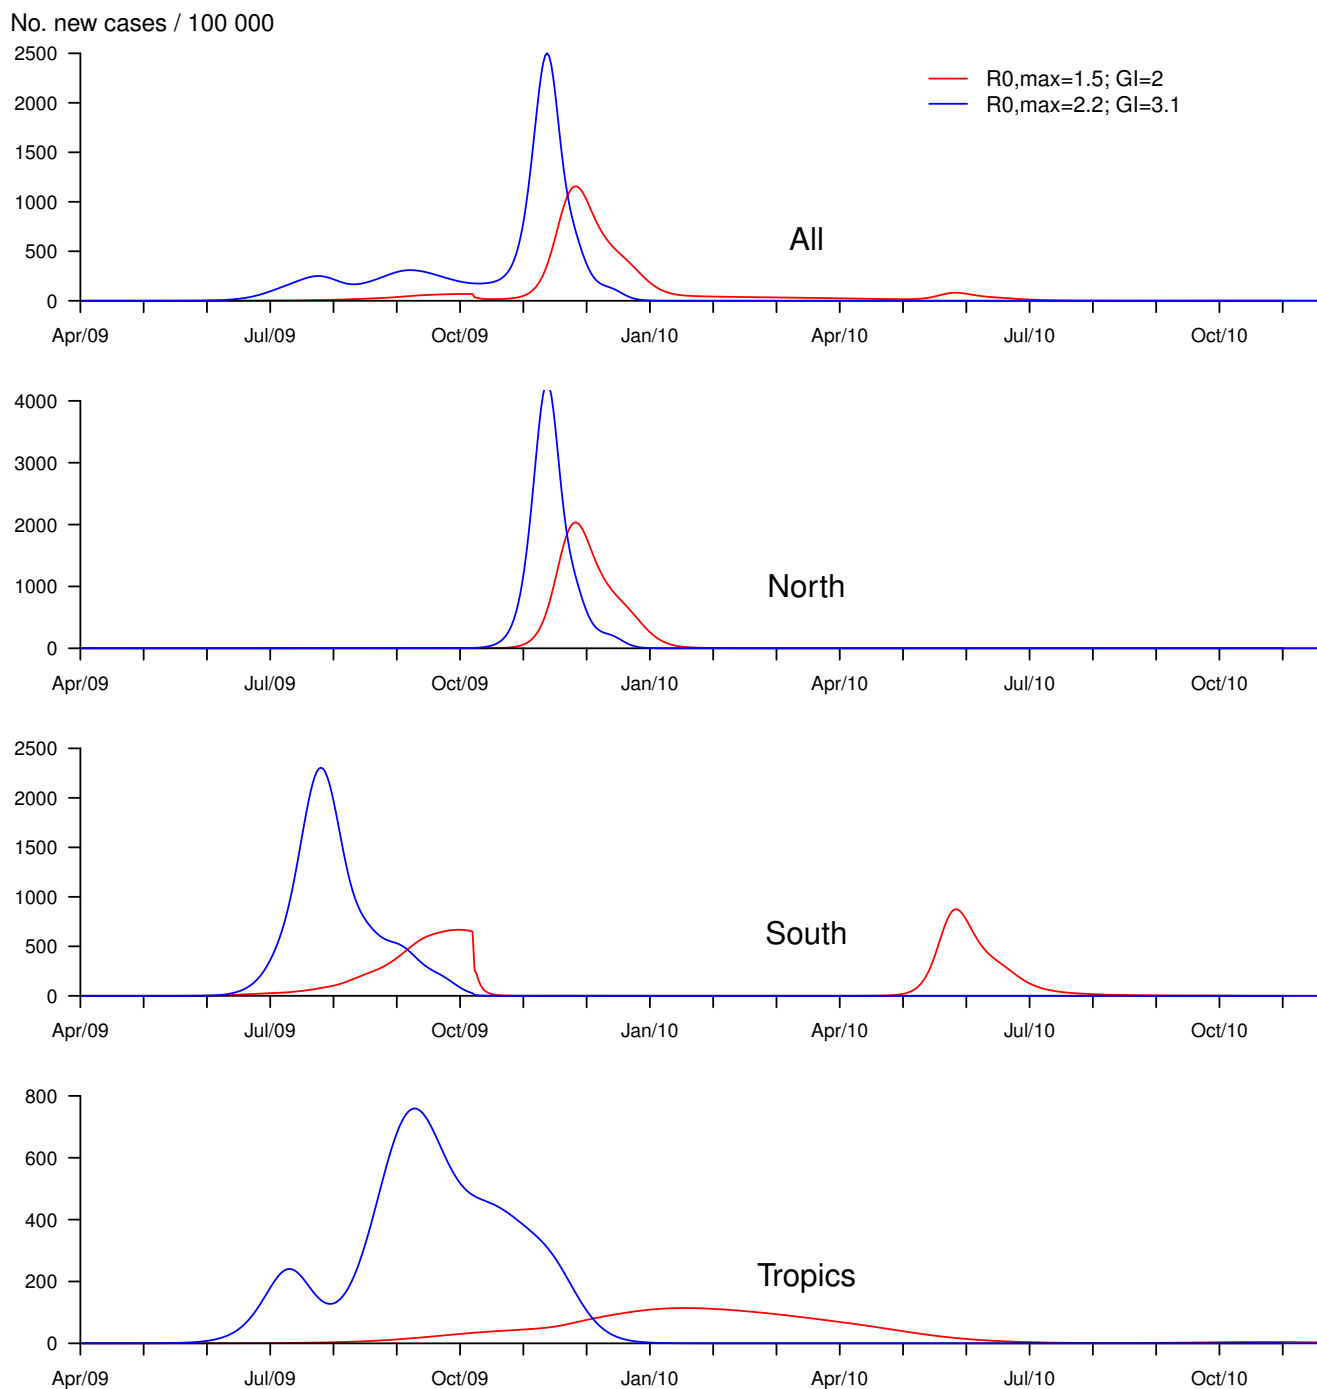 No. new cases / 100 000
2500
2000
1500
1000
500
0
R0,max=1.5; GI=2
R0,max=2.2; GI=3.1
All
Apr/09 Jul/09 Oct/09 Jan/10 Apr/10 Jul/10 Oct/10
4000
3000
2000
1000
0
North
Apr/09 Jul/09 Oct/09 Jan/10 Apr/10 Jul/10 Oct/10
2500
2000
1500
1000
500
0
South
Apr/09 Jul/09 Oct/09 Jan/10 Apr/10 Jul/10 Oct/10
800
600
400
200
0
Tropics
Apr/09 Jul/09 Oct/09 Jan/10 Apr/10 Jul/10 Oct/10